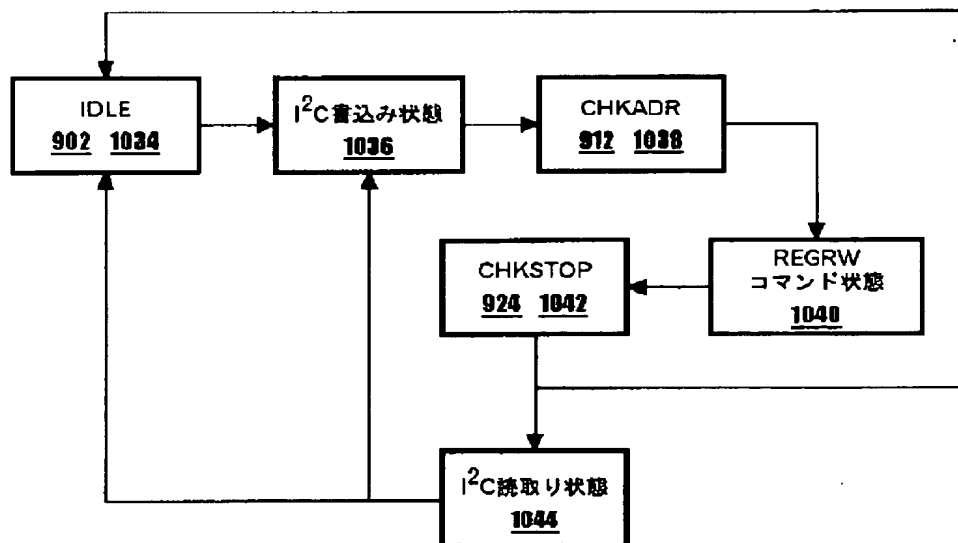 IDLE
902 1034
I²C書込み状態
1036
CHKADR
912 1038
CHKSTOP
924 1042
REGRW
コマンド状態
1040
I²C読取り状態
1044